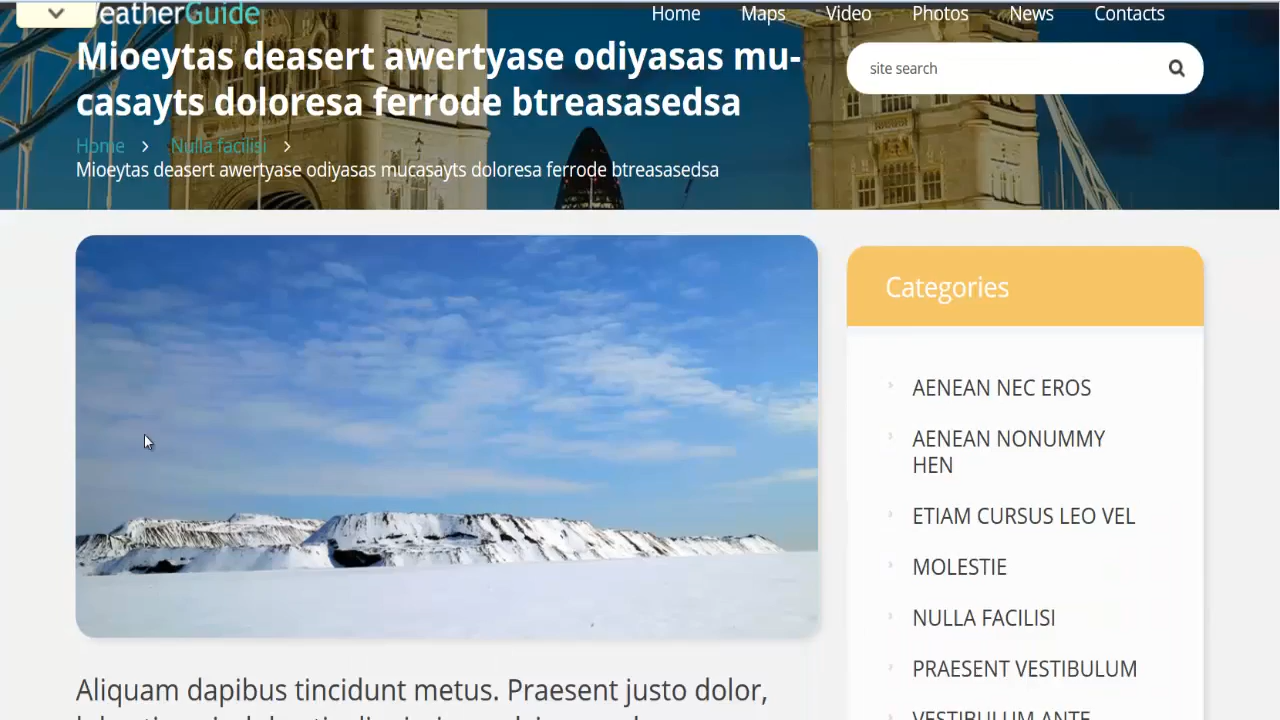 eatherGuide
Home Maps Video Photos News Contacts
Mioeytas deasert awertyase odiyasas mu-
casayts doloresa ferrode btreasasedsa
site search
Home > Nulla facilisi >
Mioeytas deasert awertyase odiyasas mucasayts doloresa ferrode btreasasedsa
Categories
AENEAN NEC EROS
AENEAN NONUMMY
HEN
ETIAM CURSUS LEO VEL
MOLESTIE
NULLA FACILISI
PRAESENT VESTIBULUM
VESTIBULUM ANTE
Aliquam dapibus tincidunt metus. Praesent justo dolor,